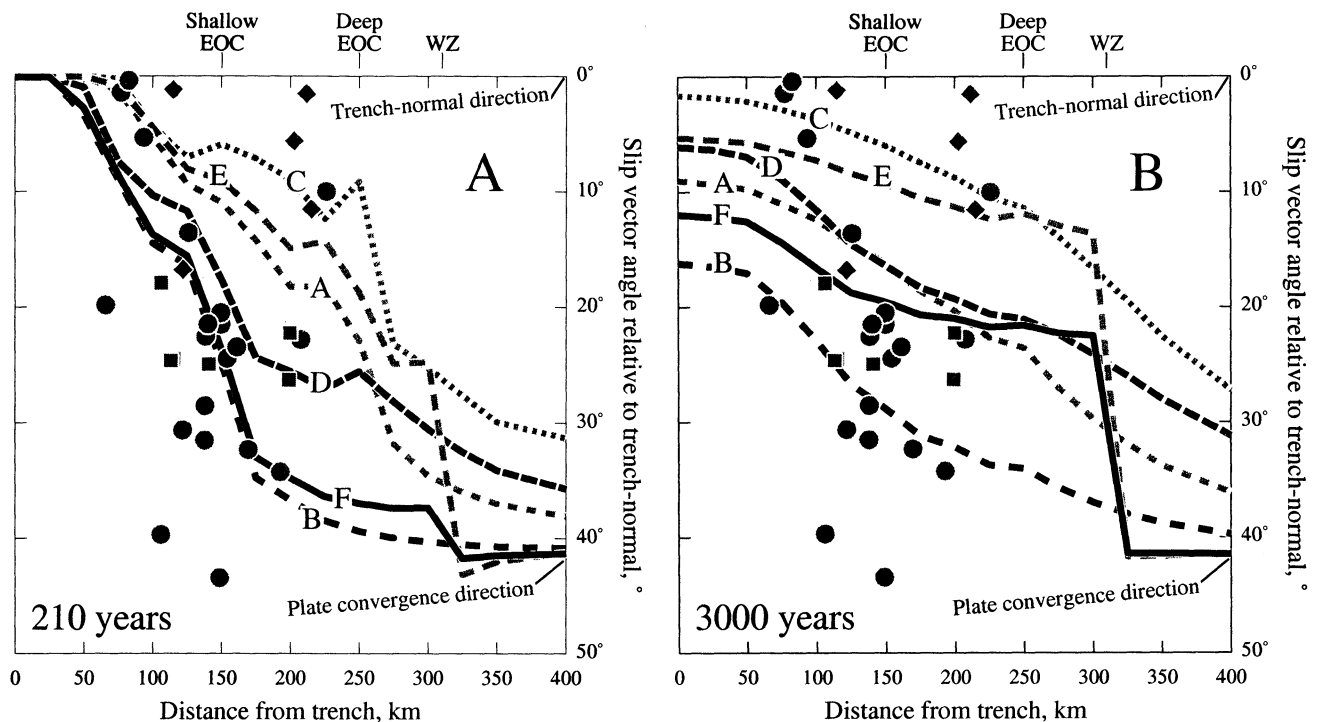 Shallow EOC
Deep EOC
WZ
0°
10°
20°
30°
40°
50°
Trench-normal direction
A
E
C
A
D
F
B
Plate convergence direction
210 years
0 50 100 150 200 250 300 350 400
Distance from trench, km
Slip vector angle relative to trench-normal, °
Shallow EOC
Deep EOC
WZ
0°
10°
20°
30°
40°
50°
Trench-normal direction
B
C
D
E
A
F
B
Plate convergence direction
3000 years
0 50 100 150 200 250 300 350 400
Distance from trench, km
Slip vector angle relative to trench-normal, °